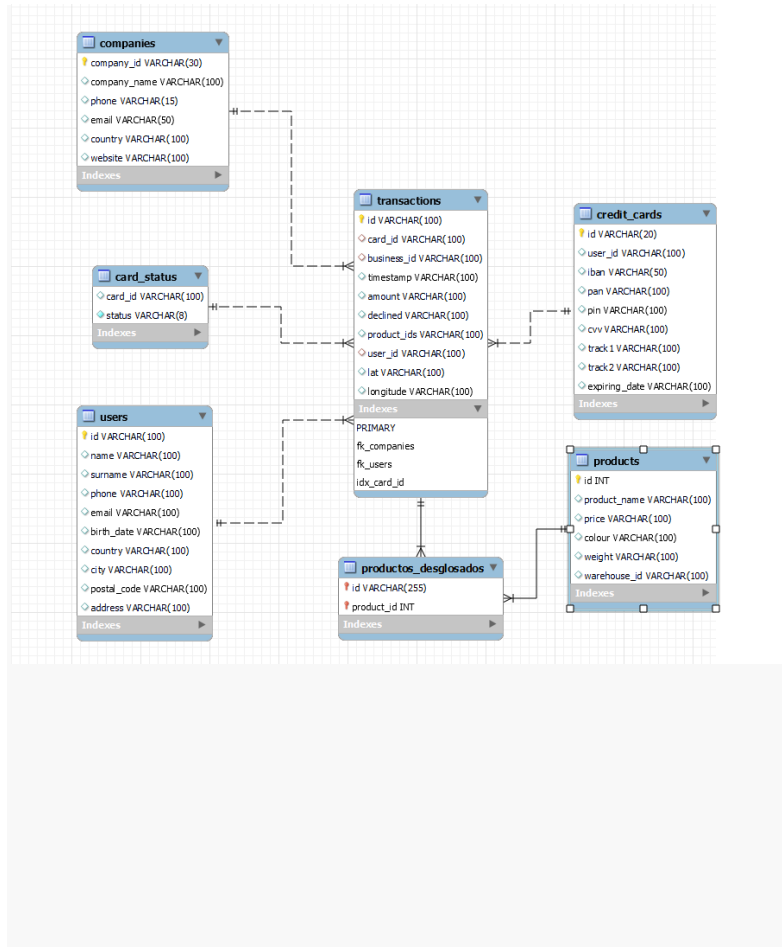 companies
company_id VARCHAR(30)
company_name VARCHAR(100)
phone VARCHAR(15)
email VARCHAR(50)
country VARCHAR(100)
website VARCHAR(100)
Indexes
card_status
card_id VARCHAR(100)
status VARCHAR(8)
Indexes
users
id VARCHAR(100)
name VARCHAR(100)
surname VARCHAR(100)
phone VARCHAR(100)
email VARCHAR(100)
birth_date VARCHAR(100)
country VARCHAR(100)
city VARCHAR(100)
postal_code VARCHAR(100)
address VARCHAR(100)
Indexes
transactions
id VARCHAR(100)
card_id VARCHAR(100)
business_id VARCHAR(100)
timestamp VARCHAR(100)
amount VARCHAR(100)
declined VARCHAR(100)
product_ids VARCHAR(100)
user_id VARCHAR(100)
lat VARCHAR(100)
longitude VARCHAR(100)
Indexes
PRIMARY
fk_companies
fk_users
idx_card_id
productos_desglosados
id VARCHAR(255)
product_id INT
Indexes
credit_cards
id VARCHAR(20)
user_id VARCHAR(100)
iban VARCHAR(50)
pan VARCHAR(100)
pin VARCHAR(100)
cvv VARCHAR(100)
track1 VARCHAR(100)
track2 VARCHAR(100)
expiring_date VARCHAR(100)
Indexes
products
id INT
product_name VARCHAR(100)
price VARCHAR(100)
colour VARCHAR(100)
weight VARCHAR(100)
warehouse_id VARCHAR(100)
Indexes